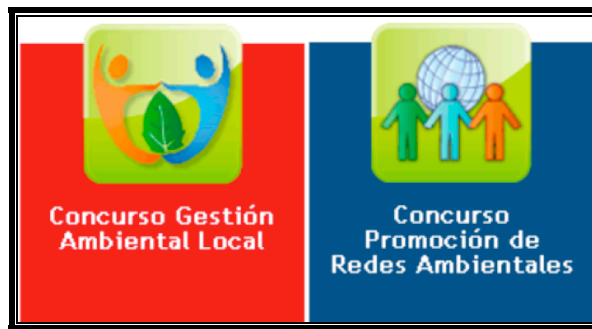 Concurso Gestión
Ambiental Local
Concurso
Promoción de
Redes Ambientales